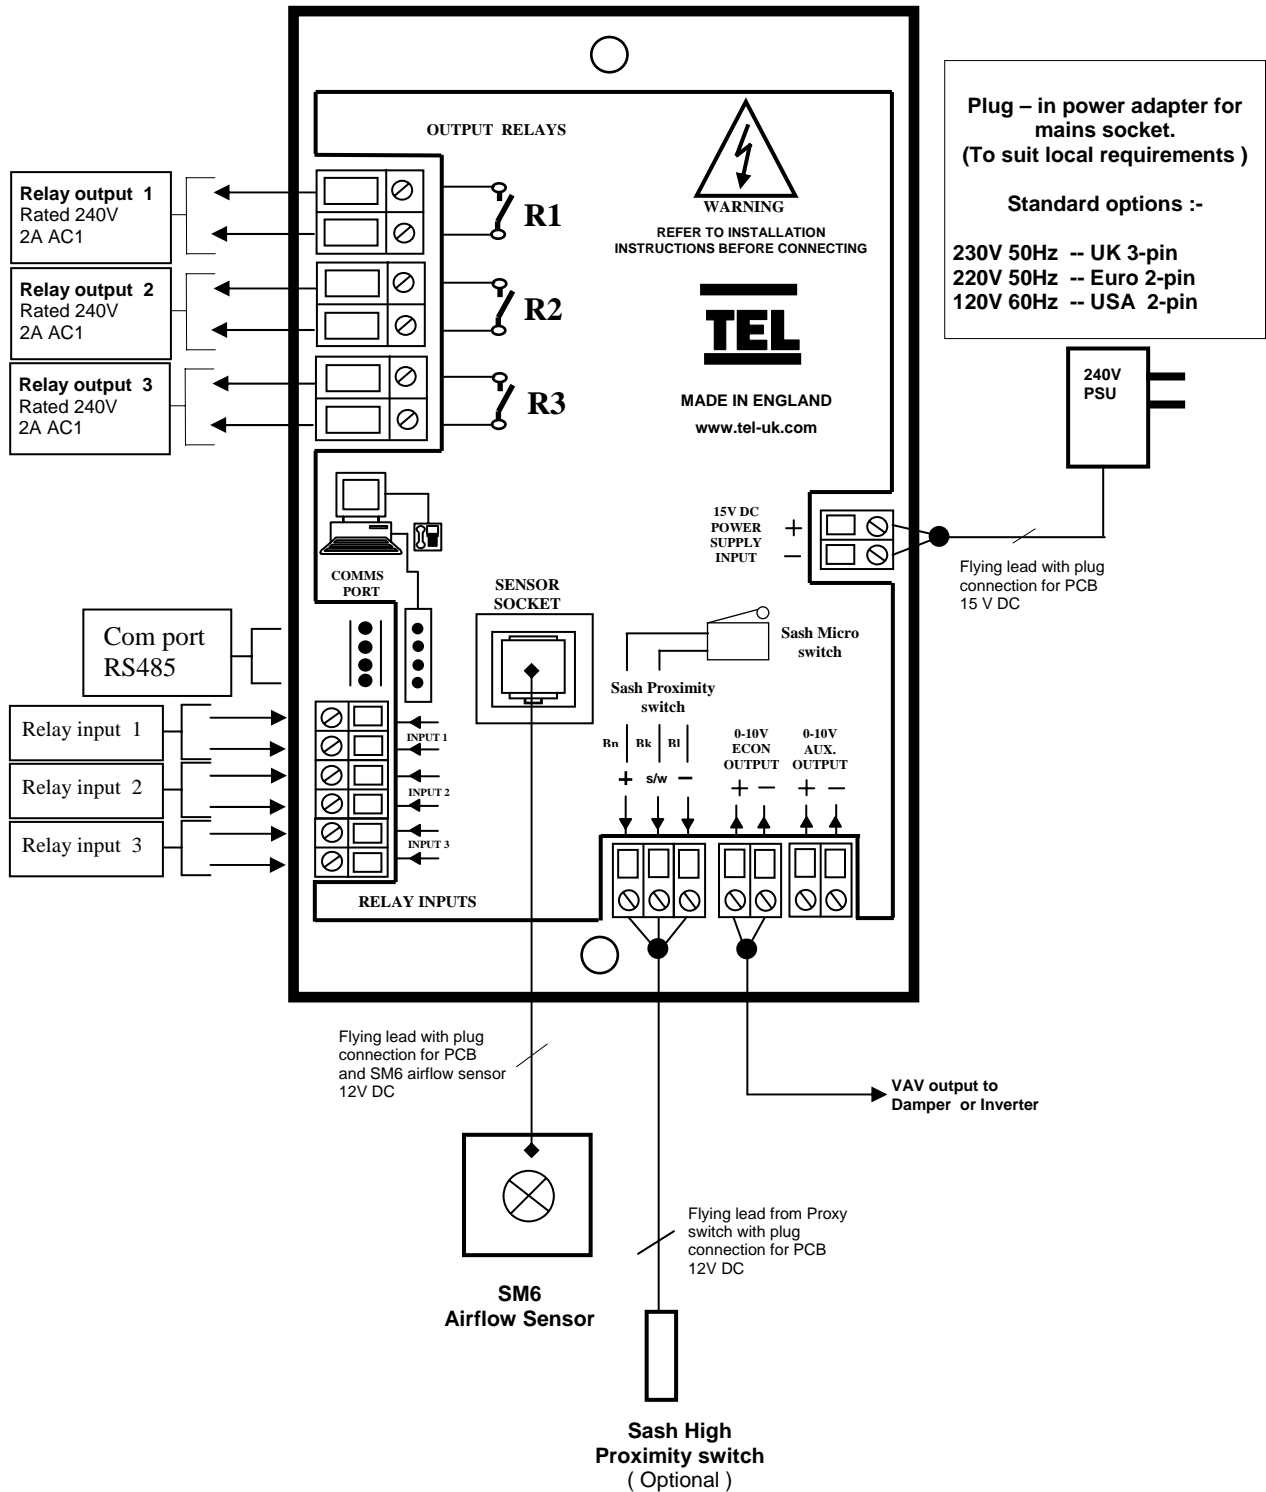 OUTPUT RELAYS
Relay output 1
Rated 240V
2A AC1
Relay output 2
Rated 240V
2A AC1
Relay output 3
Rated 240V
2A AC1
R1
R2
R3
WARNING
REFER TO INSTALLATION
INSTRUCTIONS BEFORE CONNECTING
TEL
MADE IN ENGLAND
www.tel-uk.com
Plug – in power adapter for
mains socket.
(To suit local requirements )
Standard options :-
230V 50Hz -- UK 3-pin
220V 50Hz -- Euro 2-pin
120V 60Hz -- USA 2-pin
240V
PSU
15V DC
POWER
SUPPLY
INPUT
+
–
Flying lead with plug
connection for PCB
15 V DC
COMMS
PORT
SENSOR
SOCKET
Com port
RS485
Relay input 1
Relay input 2
Relay input 3
INPUT 1
INPUT 2
INPUT 3
RELAY INPUTS
Sash Micro
switch
Sash Proximity
switch
Bn Bk Bl
+ s/w –
0-10V
ECON
OUTPUT
+ –
0-10V
AUX.
OUTPUT
+ –
Flying lead with plug
connection for PCB
and SM6 airflow sensor
12V DC
VAV output to
Damper or Inverter
Flying lead from Proxy
switch with plug
connection for PCB
12V DC
SM6
Airflow Sensor
Sash High
Proximity switch
( Optional )